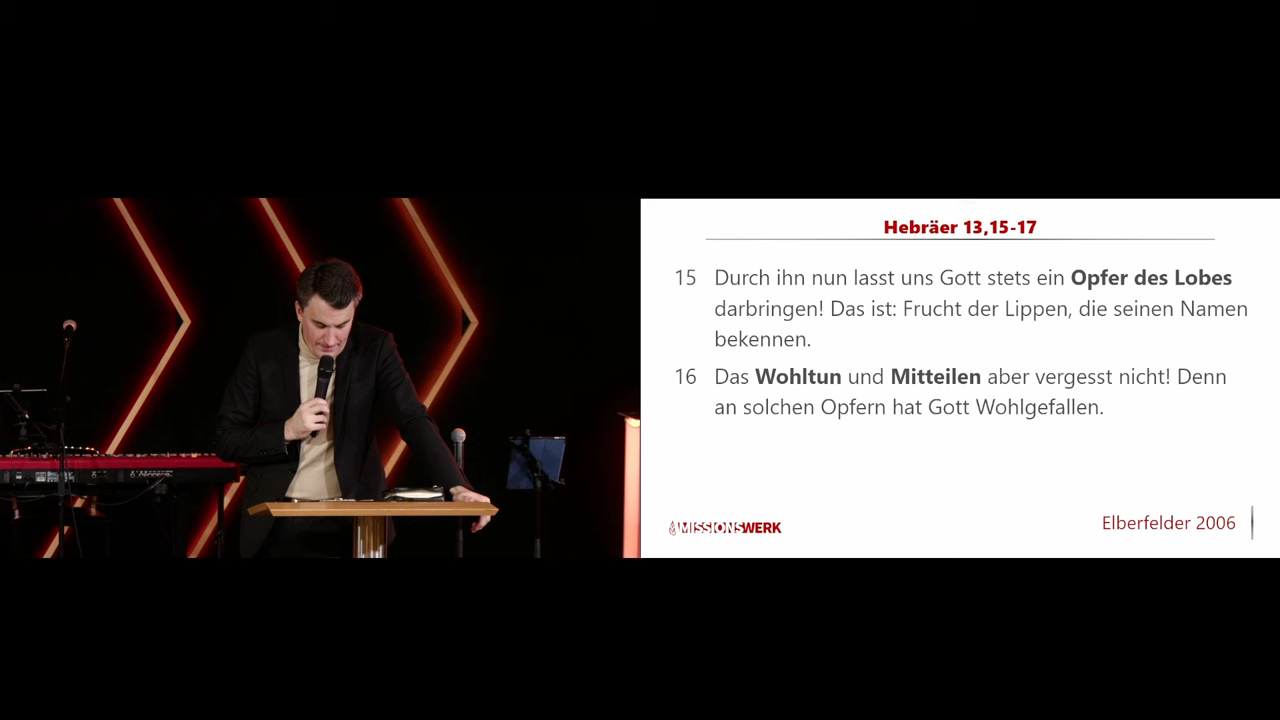 Hebräer 13,15-17
15 Durch ihn nun lasst uns Gott stets ein Opfer des Lobes
darbringen! Das ist: Frucht der Lippen, die seinen Namen
bekennen.
16 Das Wohltun und Mitteilen aber vergesst nicht! Denn
an solchen Opfern hat Gott Wohlgefallen.
MISSIONSWERK
Elberfelder 2006